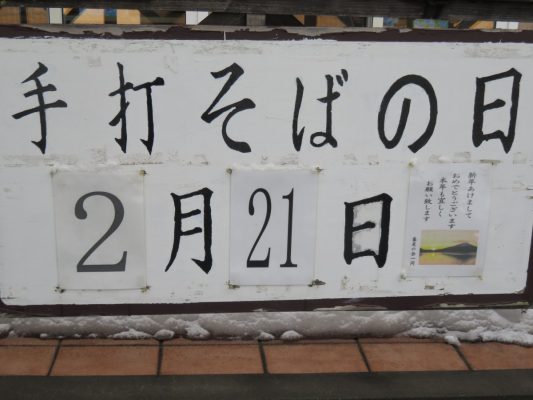 手打そばの日
2月21日
新年あけまして
おめでとうございます
本年も宜しく
お願い致します